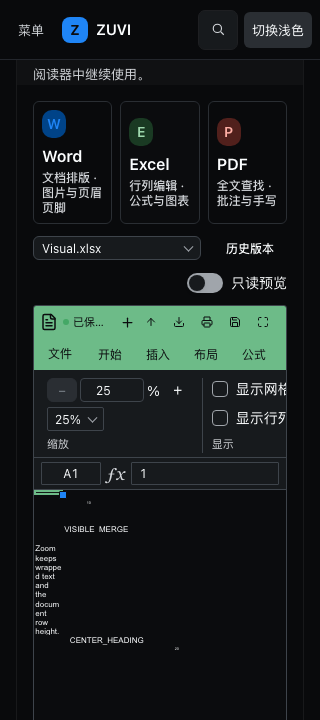 菜单
Z
ZUVI
切换浅色
阅读器中继续使用。
W
Word
文档排版 ·
图片与页眉
页脚
E
Excel
行列编辑 ·
公式与图表
P
PDF
全文查找 ·
批注与手写
Visual.xlsx
历史版本
只读预览
已保...
文件
开始
插入
布局
公式
− 25 % +
显示网格
25%
显示行列
缩放
显示
A1
fx
1
VISIBLE MERGE
Zoom
keeps
wrappe
d text
and
the
docum
ent
row
height.
CENTER_HEADING